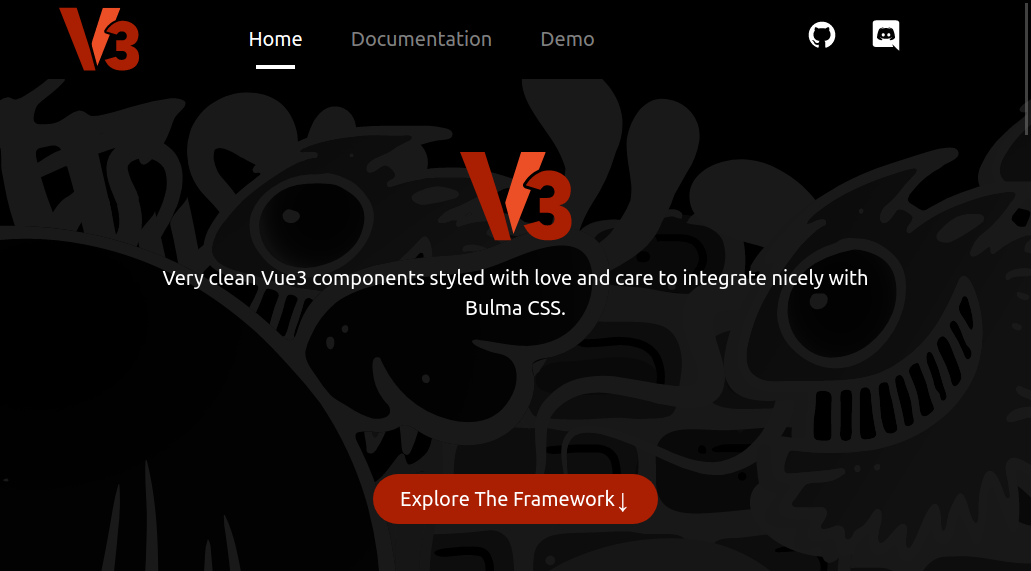 V3
Home
Documentation
Demo
V3
Very clean Vue3 components styled with love and care to integrate nicely with
Bulma CSS.
Explore The Framework↓